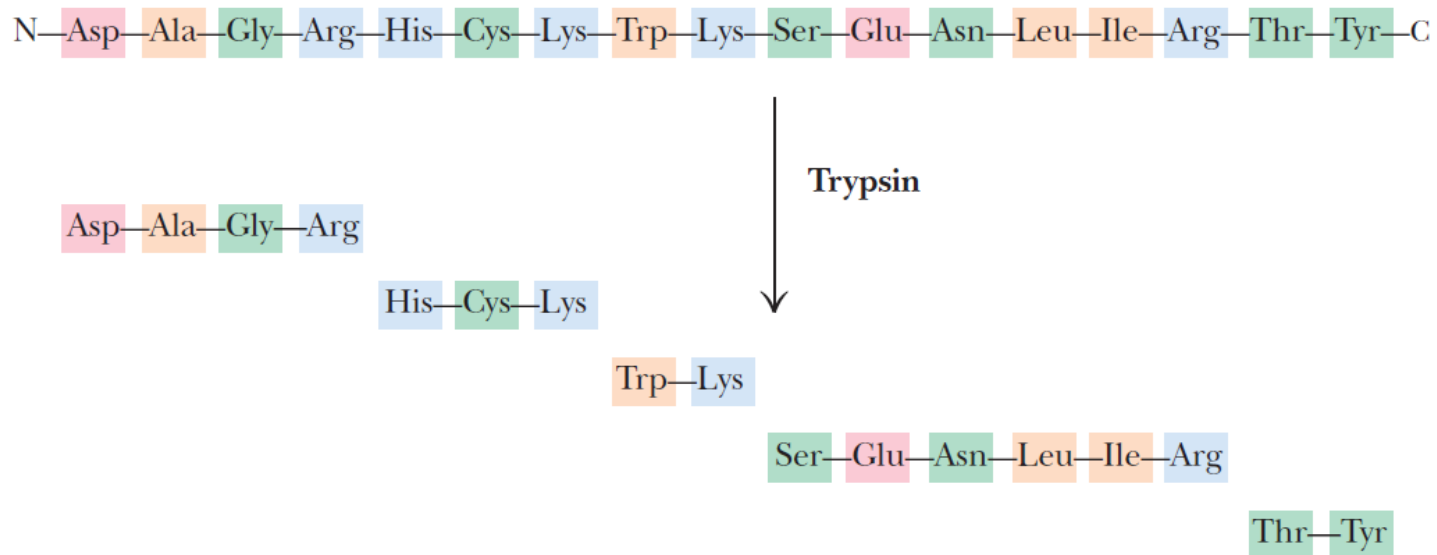 N—Asp—Ala—Gly—Arg—His—Cys—Lys—Trp—Lys—Ser—Glu—Asn—Leu—Ile—Arg—Thr—Tyr—C
Trypsin
Asp—Ala—Gly—Arg
His—Cys—Lys
Trp—Lys
Ser—Glu—Asn—Leu—Ile—Arg
Thr—Tyr